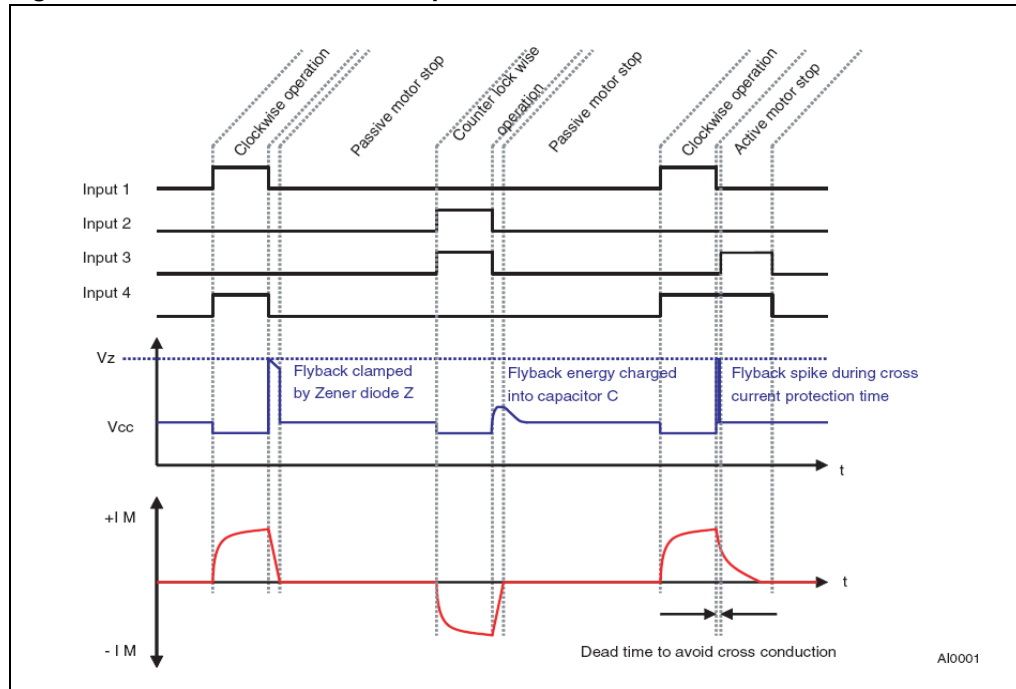 Clockwise operation
Passive motor stop
Counter lock wise
operation
Passive motor stop
Clockwise operation
Active motor stop
Input 1
Input 2
Input 3
Input 4
Vz
Flyback clamped
by Zener diode Z
Flyback energy charged
into capacitor C
Flyback spike during cross
current protection time
Vcc
t
+I M
t
- I M
Dead time to avoid cross conduction
AI0001